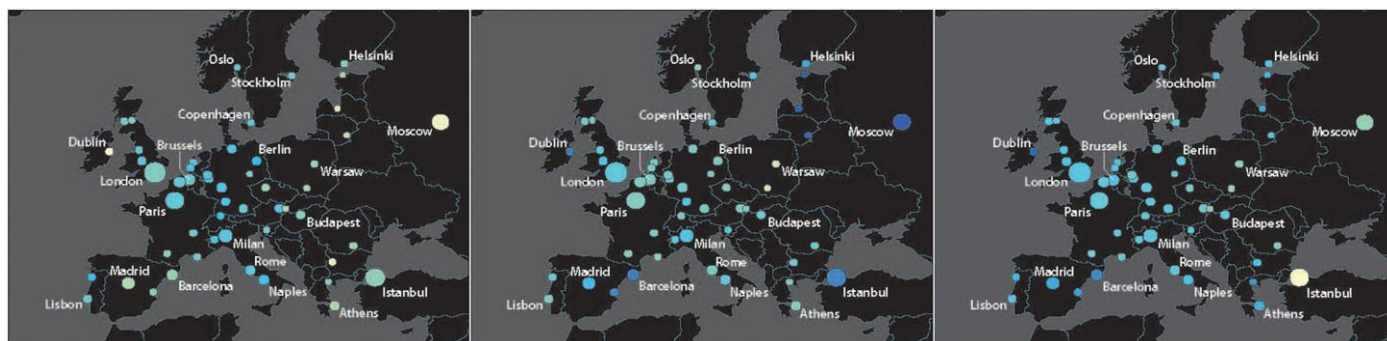 Helsinki
Oslo
Stockholm
Copenhagen
Moscow
Dublin
Brussels
Berlin
Warsaw
London
Paris
Budapest
Milan
Rome
Madrid
Barcelona
Naples
Istanbul
Lisbon
Athens
Helsinki
Oslo
Stockholm
Copenhagen
Moscow
Dublin
Brussels
Berlin
Warsaw
London
Paris
Budapest
Milan
Rome
Madrid
Barcelona
Naples
Istanbul
Lisbon
Athens
Helsinki
Oslo
Stockholm
Copenhagen
Moscow
Dublin
Brussels
Berlin
Warsaw
London
Paris
Budapest
Milan
Rome
Madrid
Barcelona
Naples
Istanbul
Lisbon
Athens